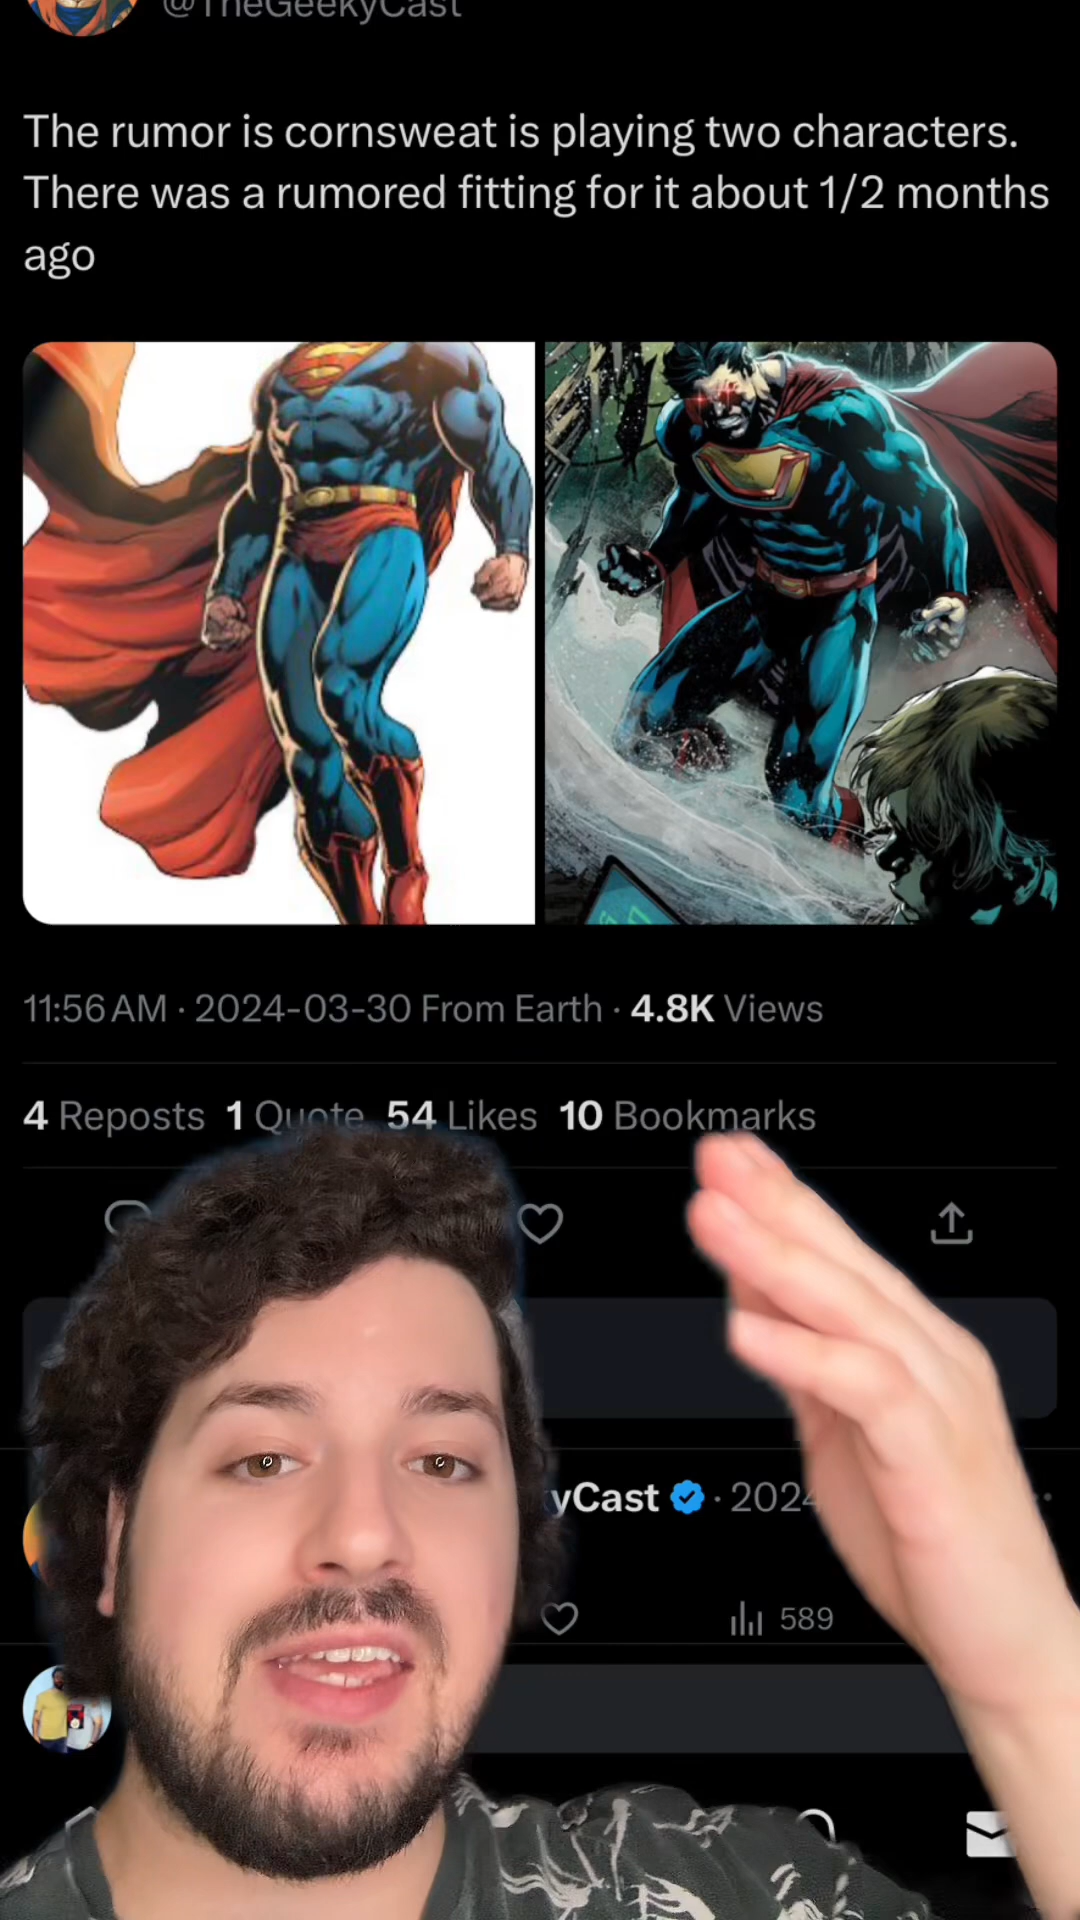 @TheGeekyCast
The rumor is cornsweat is playing two characters.
There was a rumored fitting for it about 1/2 months
ago
11:56 AM · 2024-03-30 From Earth · 4.8K Views
4 Reposts 1 Quote 54 Likes 10 Bookmarks
yCast · 2024
589